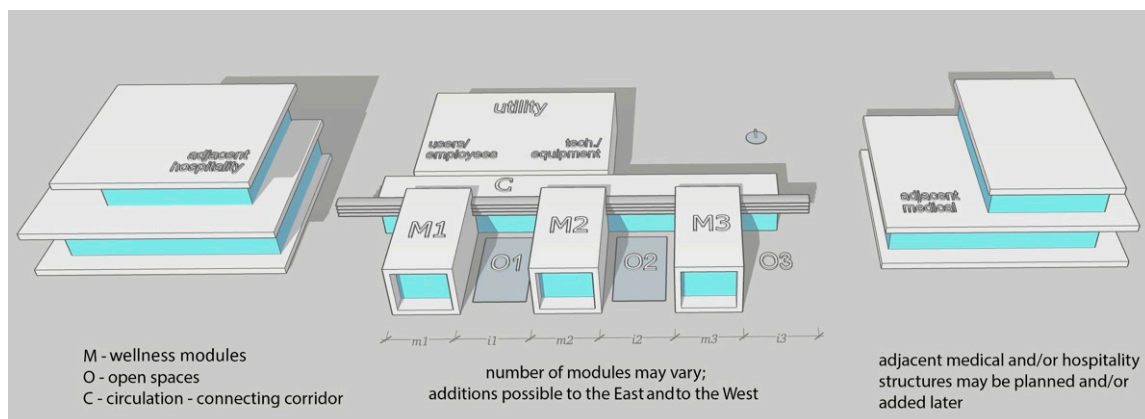 utility
users/
employees
tech./
equipment
adjacent
hospitality
C
M1
M2
M3
O1
O2
O3
adjacent
medical
m1
i1
m2
i2
m3
i3
M - wellness modules
O - open spaces
C - circulation - connecting corridor
number of modules may vary;
additions possible to the East and to the West
adjacent medical and/or hospitality
structures may be planned and/or
added later